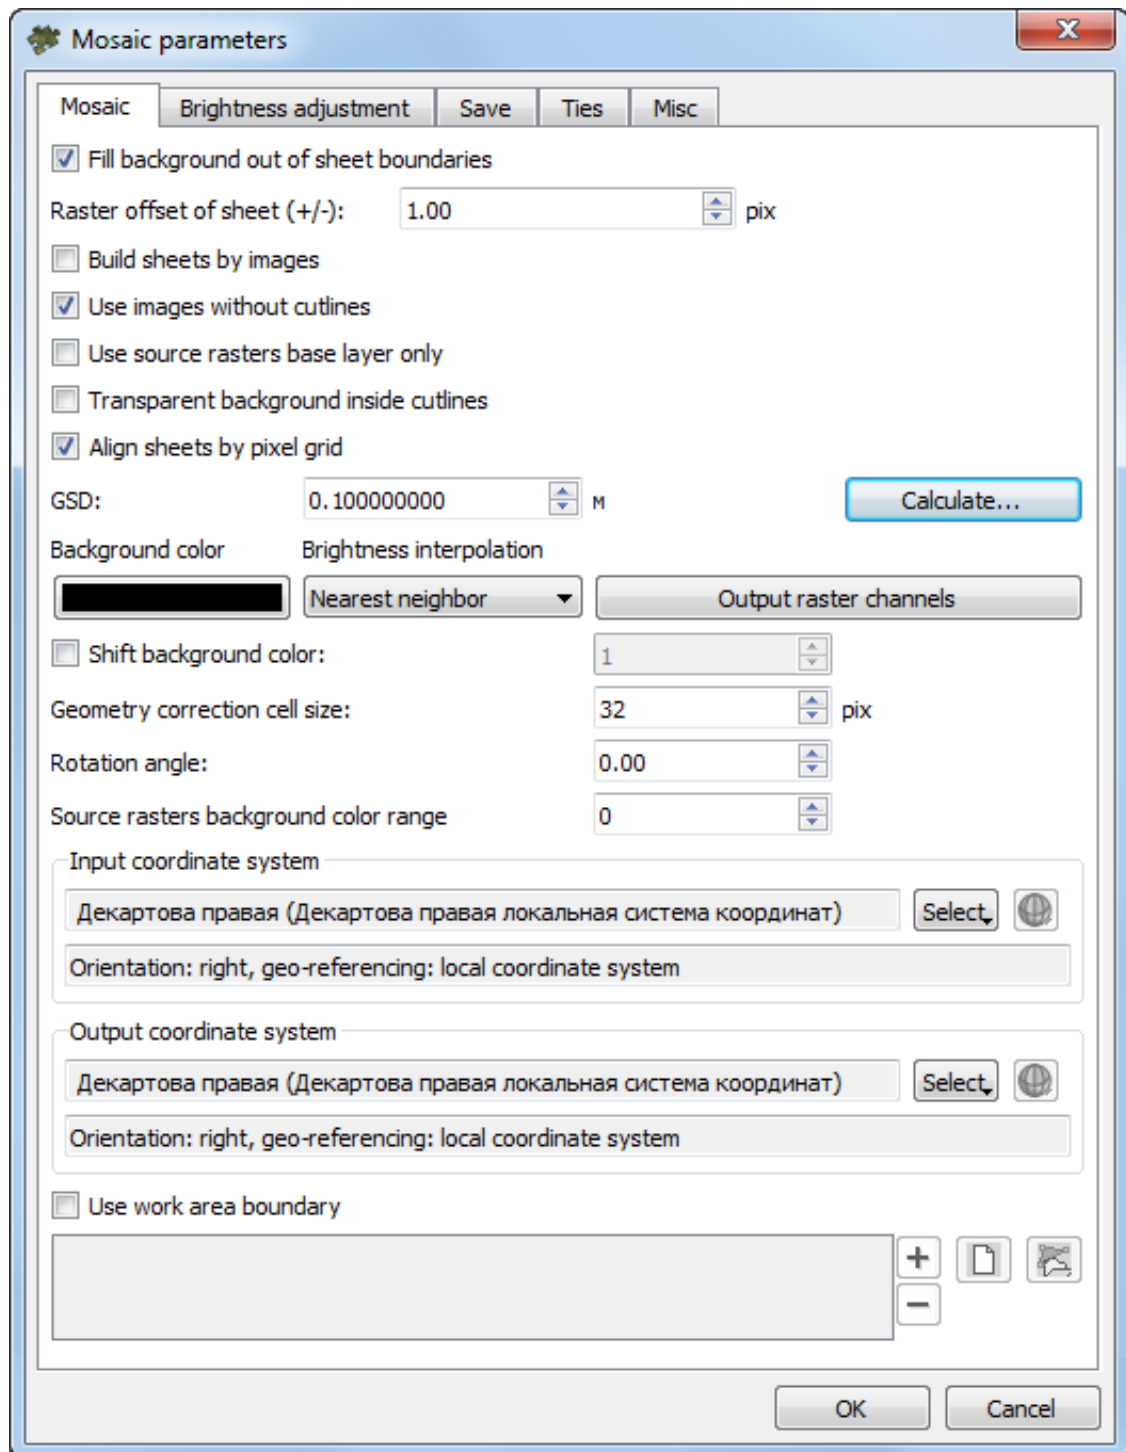 Mosaic parameters
Mosaic Brightness adjustment Save Ties Misc
Fill background out of sheet boundaries
Raster offset of sheet (+/-): 1.00 pix
Build sheets by images
Use images without cutlines
Use source rasters base layer only
Transparent background inside cutlines
Align sheets by pixel grid
GSD: 0.100000000 м Calculate...
Background color Brightness interpolation
Nearest neighbor Output raster channels
Shift background color: 1
Geometry correction cell size: 32 pix
Rotation angle: 0.00
Source rasters background color range 0
Input coordinate system
Декартова правая (Декартова правая локальная система координат) Select
Orientation: right, geo-referencing: local coordinate system
Output coordinate system
Декартова правая (Декартова правая локальная система координат) Select
Orientation: right, geo-referencing: local coordinate system
Use work area boundary
OK Cancel